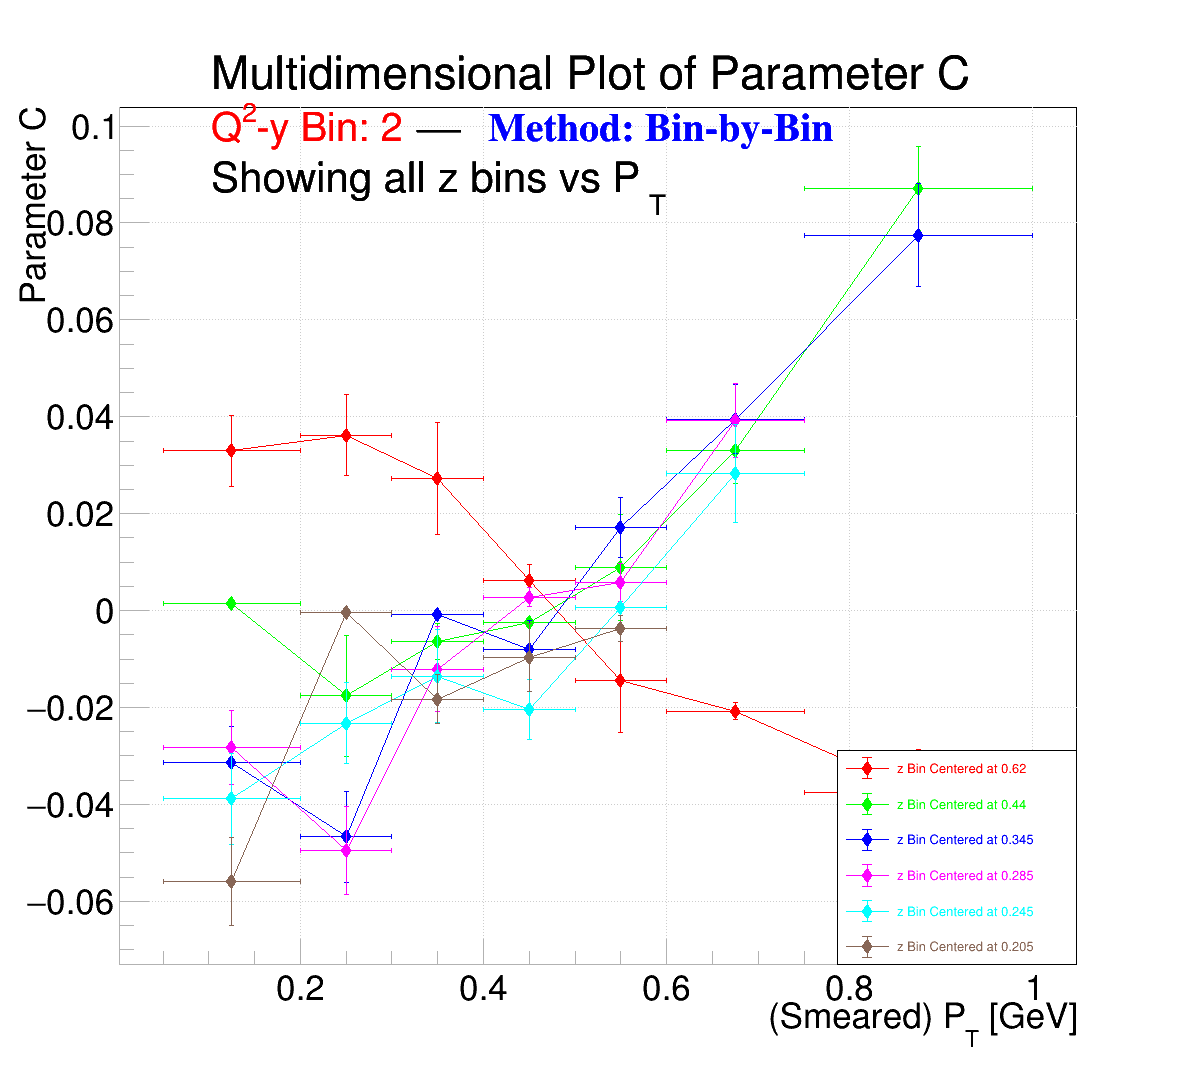 Multidimensional Plot of Parameter C
Q²-y Bin: 2 — Method: Bin-by-Bin
Showing all z bins vs P_T
Parameter C
0.1
0.08
0.06
0.04
0.02
0
−0.02
−0.04
−0.06
z Bin Centered at 0.62
z Bin Centered at 0.44
z Bin Centered at 0.345
z Bin Centered at 0.285
z Bin Centered at 0.245
z Bin Centered at 0.205
0.2 0.4 0.6 0.8 1
(Smeared) P_T [GeV]